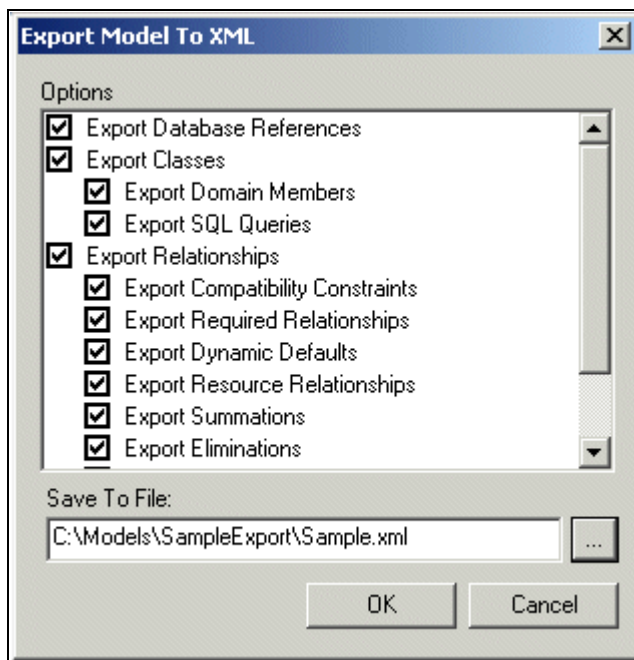 Export Model To XML
Options
Export Database References
Export Classes
Export Domain Members
Export SQL Queries
Export Relationships
Export Compatibility Constraints
Export Required Relationships
Export Dynamic Defaults
Export Resource Relationships
Export Summations
Export Eliminations
Save To File:
C:\Models\SampleExport\Sample.xml
...
OK
Cancel